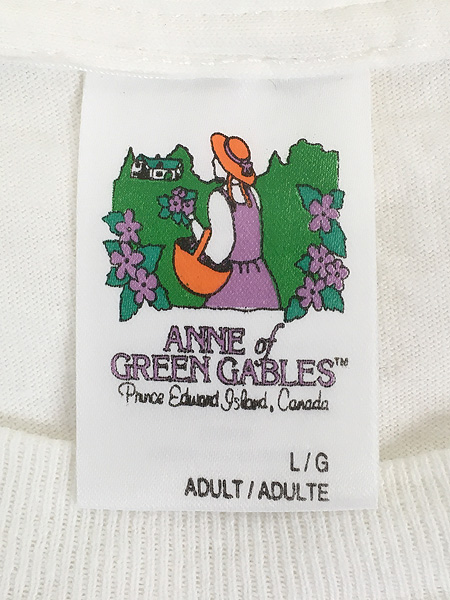 ANNE of
GREEN GABLES™
Prince Edward Island, Canada
L/G
ADULT/ADULTE